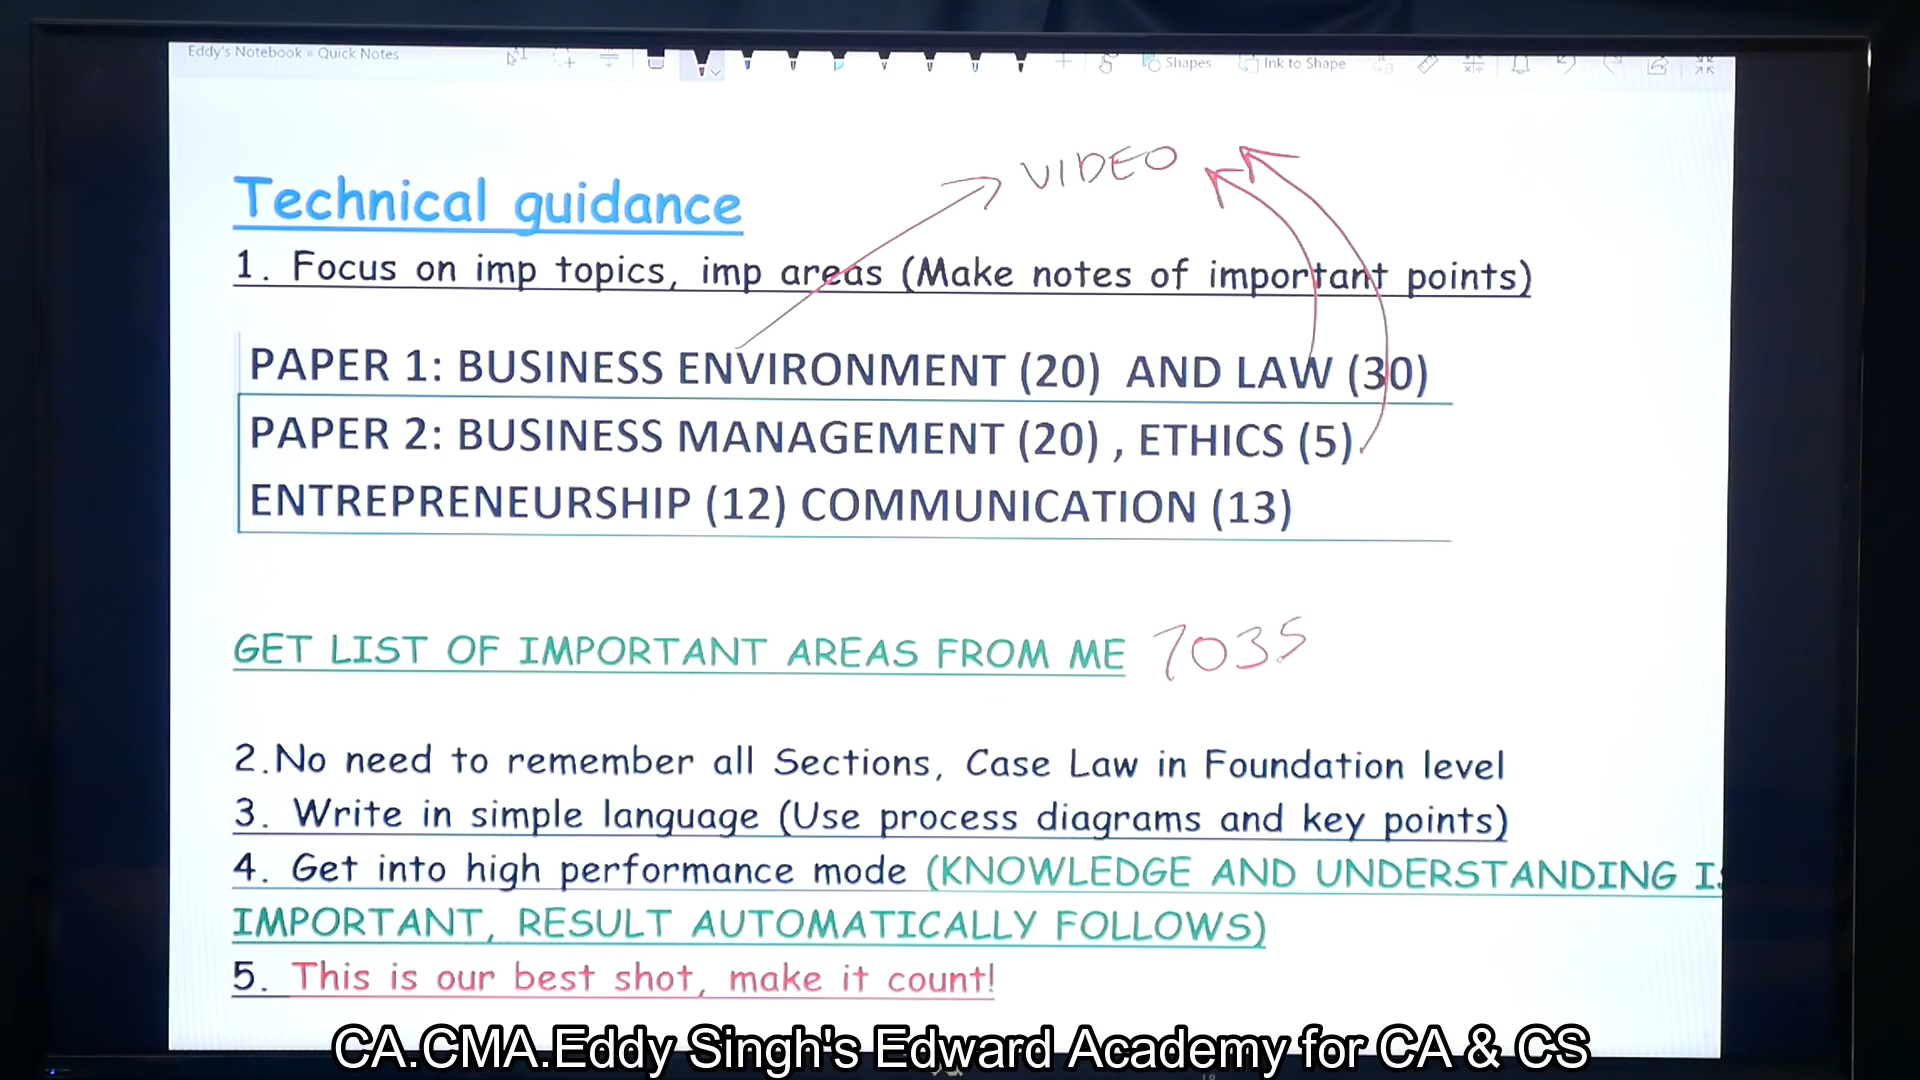 Eddy's Notebook » Quick Notes
Shapes
Ink to Shape
VIDEO
Technical guidance
1. Focus on imp topics, imp areas (Make notes of important points)
PAPER 1: BUSINESS ENVIRONMENT (20) AND LAW (30)
PAPER 2: BUSINESS MANAGEMENT (20) , ETHICS (5)
ENTREPRENEURSHIP (12) COMMUNICATION (13)
GET LIST OF IMPORTANT AREAS FROM ME 7035
2.No need to remember all Sections, Case Law in Foundation level
3. Write in simple language (Use process diagrams and key points)
4. Get into high performance mode (KNOWLEDGE AND UNDERSTANDING IS
IMPORTANT, RESULT AUTOMATICALLY FOLLOWS)
5. This is our best shot, make it count!
CA.CMA.Eddy Singh's Edward Academy for CA & CS